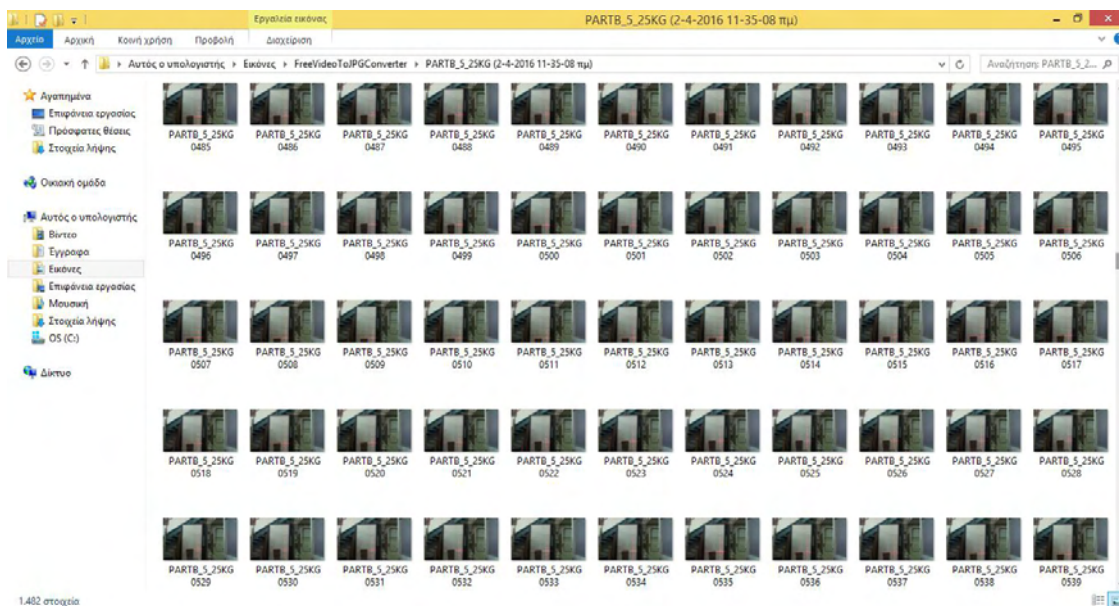 Εργαλεία εικόνας
PARTB_5_25KG (2-4-2016 11-35-08 πμ)
Αρχείο Αρχική Κοινή χρήση Προβολή Διαχείριση
Αυτός ο υπολογιστής Εικόνες FreeVideoToJPGConverter PARTB_5_25KG (2-4-2016 11-35-08 πμ)
Αναζήτηση: PARTB_5_2...
Αγαπημένα
Επιφάνεια εργασίας
Πρόσφατες θέσεις
Στοιχεία λήψης
Οικιακή ομάδα
Αυτός ο υπολογιστής
Βίντεο
Έγγραφα
Εικόνες
Επιφάνεια εργασίας
Μουσική
Στοιχεία λήψης
OS (C:)
Δίκτυο
PARTB_5_25KG PARTB_5_25KG PARTB_5_25KG PARTB_5_25KG PARTB_5_25KG PARTB_5_25KG PARTB_5_25KG PARTB_5_25KG PARTB_5_25KG PARTB_5_25KG PARTB_5_25KG
0485 0486 0487 0488 0489 0490 0491 0492 0493 0494 0495
PARTB_5_25KG PARTB_5_25KG PARTB_5_25KG PARTB_5_25KG PARTB_5_25KG PARTB_5_25KG PARTB_5_25KG PARTB_5_25KG PARTB_5_25KG PARTB_5_25KG PARTB_5_25KG
0496 0497 0498 0499 0500 0501 0502 0503 0504 0505 0506
PARTB_5_25KG PARTB_5_25KG PARTB_5_25KG PARTB_5_25KG PARTB_5_25KG PARTB_5_25KG PARTB_5_25KG PARTB_5_25KG PARTB_5_25KG PARTB_5_25KG PARTB_5_25KG
0507 0508 0509 0510 0511 0512 0513 0514 0515 0516 0517
PARTB_5_25KG PARTB_5_25KG PARTB_5_25KG PARTB_5_25KG PARTB_5_25KG PARTB_5_25KG PARTB_5_25KG PARTB_5_25KG PARTB_5_25KG PARTB_5_25KG PARTB_5_25KG
0518 0519 0520 0521 0522 0523 0524 0525 0526 0527 0528
PARTB_5_25KG PARTB_5_25KG PARTB_5_25KG PARTB_5_25KG PARTB_5_25KG PARTB_5_25KG PARTB_5_25KG PARTB_5_25KG PARTB_5_25KG PARTB_5_25KG PARTB_5_25KG
0529 0530 0531 0532 0533 0534 0535 0536 0537 0538 0539
1.482 στοιχεία